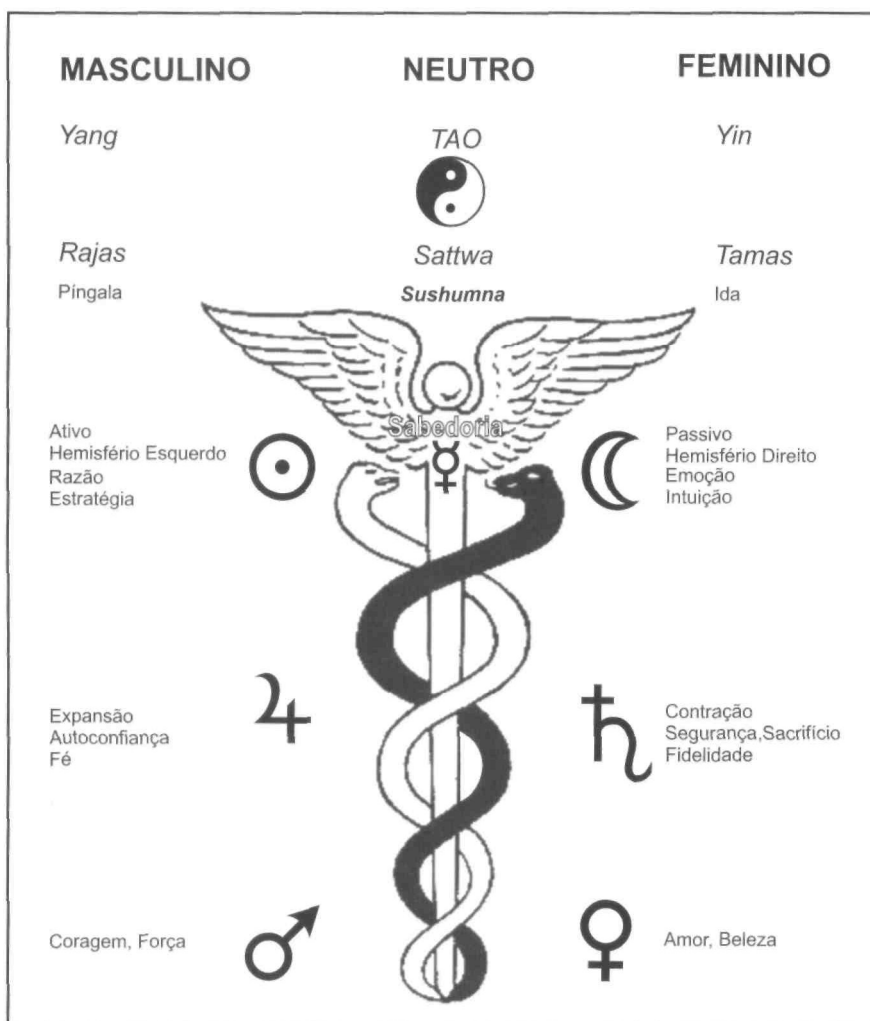 MASCULINO NEUTRO FEMININO
Yang TAO Yin
Rajas Sattwa Tamas
Píngala Sushumna Ida
Sabedoria
Ativo
Hemisfério Esquerdo
Razão
Estratégia
Passivo
Hemisfério Direito
Emoção
Intuição
Expansão
Autoconfiança
Fé
Contração
Segurança,Sacrifício
Fidelidade
Coragem, Força
Amor, Beleza